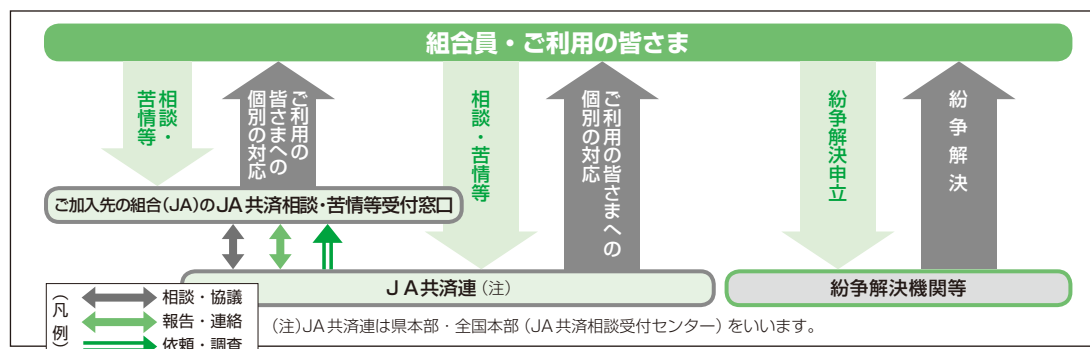 組合員・ご利用の皆さま
相談・
苦情等
ご利用の
皆さまへの
個別の対応
相談・苦情等
ご利用の皆さまへの
個別の対応
紛争解決申立
紛争解決
ご加入先の組合(JA)のJA共済相談・苦情等受付窓口
JA共済連(注)
紛争解決機関等
(凡例)
相談・協議
報告・連絡
依頼・調査
(注)JA共済連は県本部・全国本部(JA共済相談受付センター)をいいます。